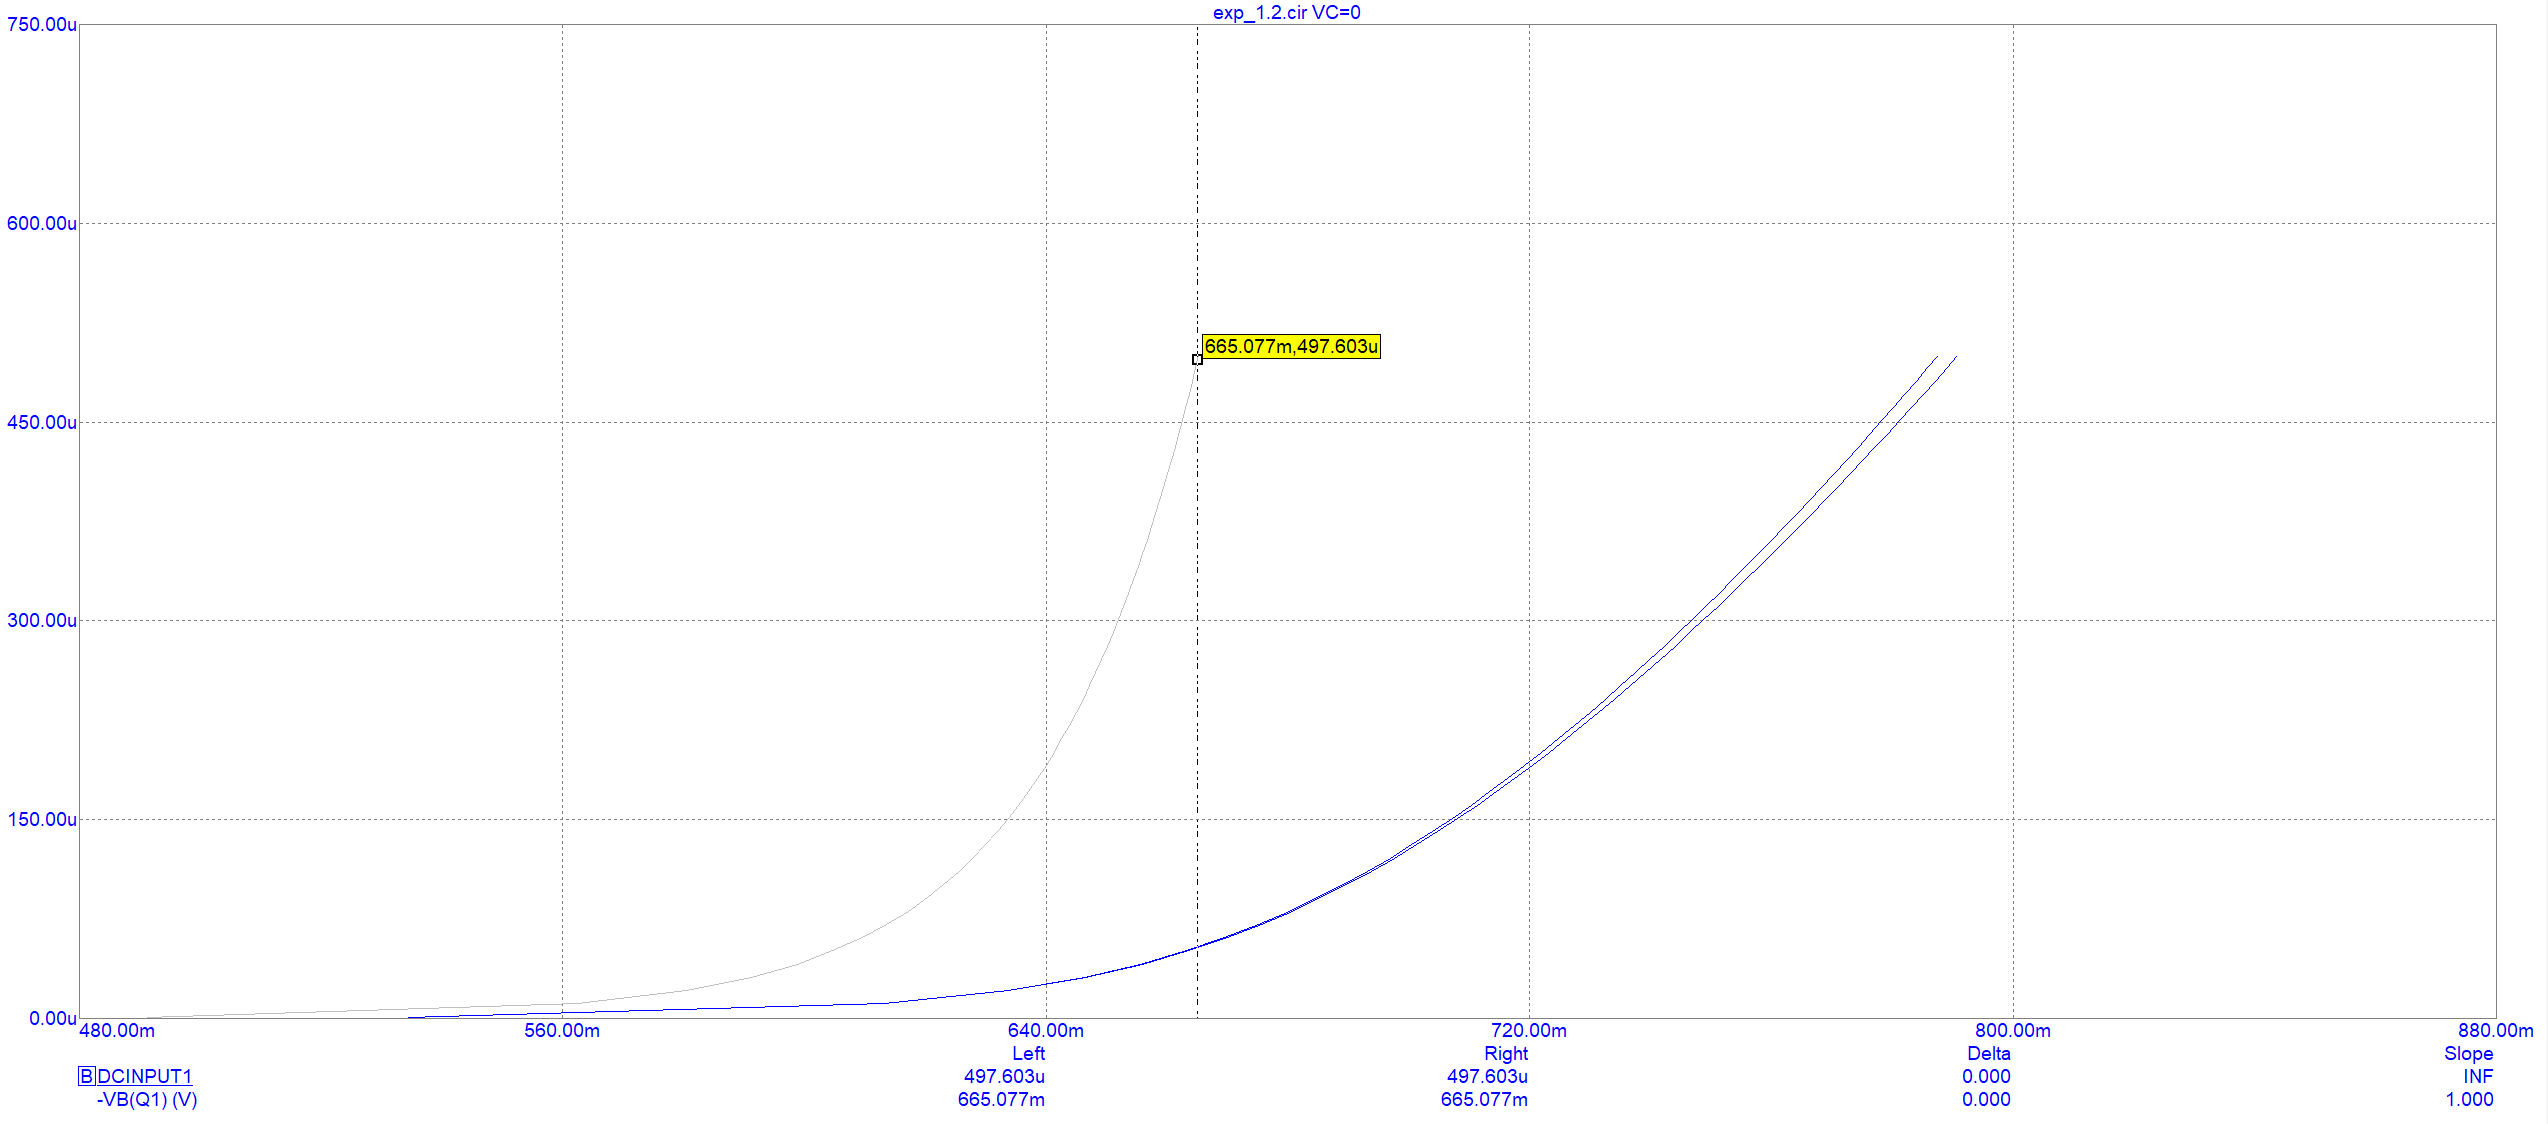 exp_1.2.cir VC=0
750.00u
600.00u
665.077m,497.603u
450.00u
300.00u
150.00u
0.00u
480.00m 560.00m 640.00m 720.00m 800.00m 880.00m
Left Right Delta Slope
B DCINPUT1 497.603u 497.603u 0.000 INF
-VB(Q1) (V) 665.077m 665.077m 0.000 1.000